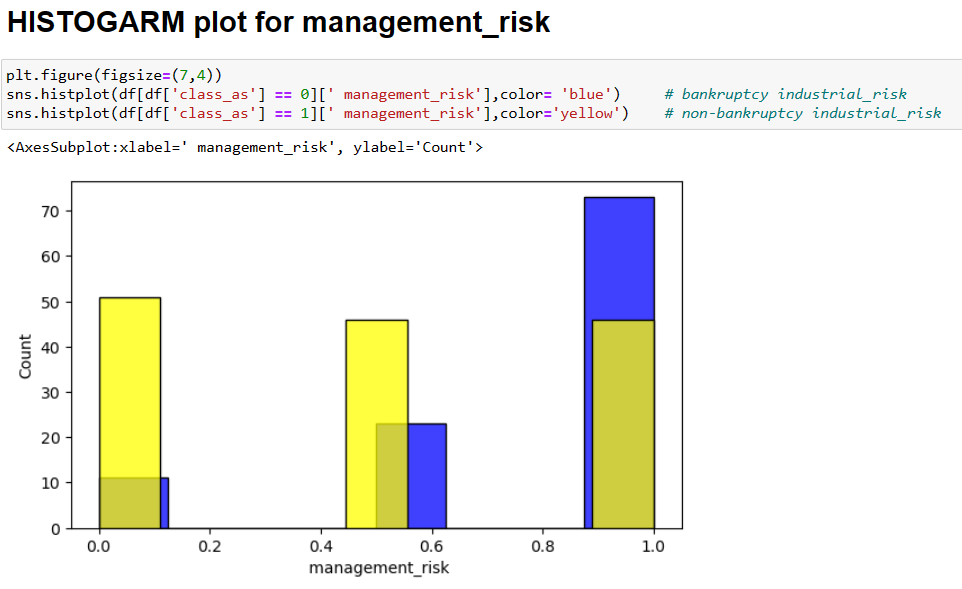 HISTOGARM plot for management_risk
plt.figure(figsize=(7,4))
sns.histplot(df[df['class_as'] == 0][' management_risk'],color= 'blue')     # bankruptcy industrial_risk
sns.histplot(df[df['class_as'] == 1][' management_risk'],color='yellow')    # non-bankruptcy industrial_risk
<AxesSubplot:xlabel=' management_risk', ylabel='Count'>
70
60
50
40
30
20
10
0
Count
0.0 0.2 0.4 0.6 0.8 1.0
management_risk